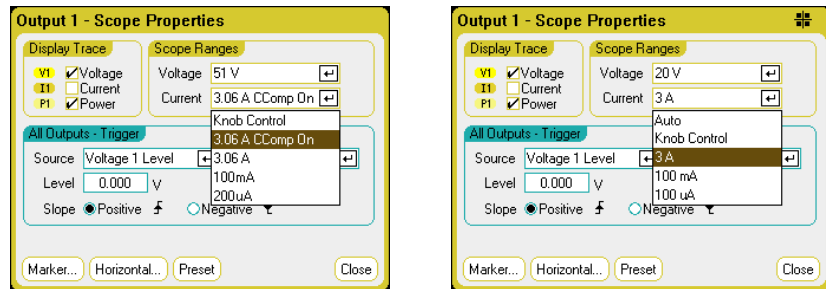 Output 1 - Scope Properties
Display Trace
Scope Ranges
V1 Voltage
I1 Current
P1 Power
Voltage 51 V
Current 3.06 A CComp On
Knob Control
3.06 A CComp On
3.06 A
100mA
200uA
All Outputs - Trigger
Source Voltage 1 Level
Level 0.000 V
Slope Positive Negative
Marker... Horizontal... Preset Close
Output 1 - Scope Properties
Display Trace
Scope Ranges
V1 Voltage
I1 Current
P1 Power
Voltage 20 V
Current 3 A
Auto
Knob Control
3 A
100 mA
100 uA
All Outputs - Trigger
Source Voltage 1 Level
Level 0.000 V
Slope Positive Negative
Marker... Horizontal... Preset Close